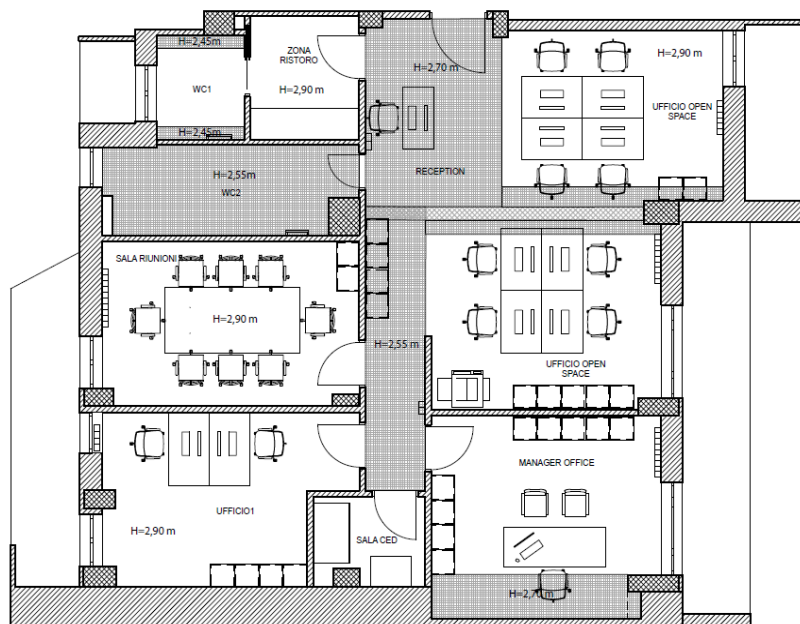 H=2,45m
ZONA
RISTORO
H=2,90 m
WC1
H=2,45m
H=2,70 m
H=2,90 m
UFFICIO OPEN
SPACE
RECEPTION
H=2,55m
WC2
SALA RIUNIONI
H=2,90 m
H=2,55 m
UFFICIO OPEN
SPACE
MANAGER OFFICE
UFFICIO1
H=2,90 m
SALA CED
H=2,70 m